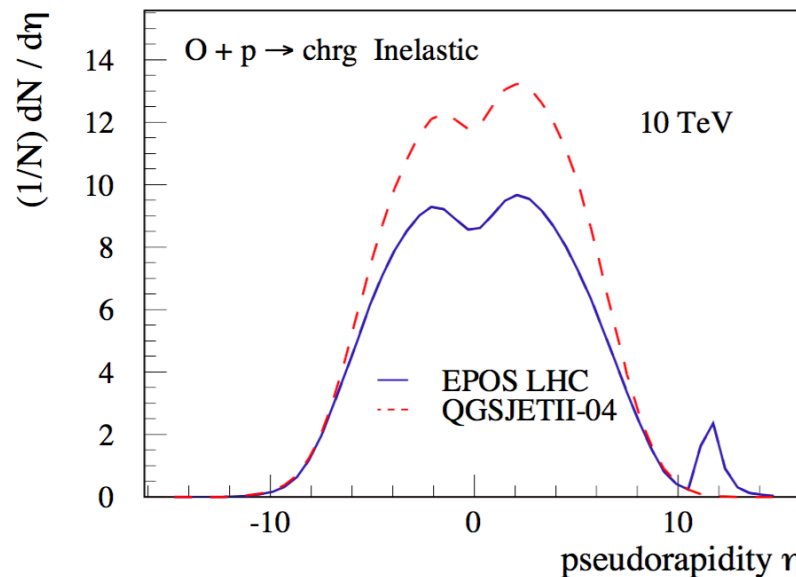 O + p → chrg Inelastic
10 TeV
(1/N) dN / dη
14
12
10
8
6
4
2
0
EPOS LHC
QGSJETII-04
-10 0 10
pseudorapidity η